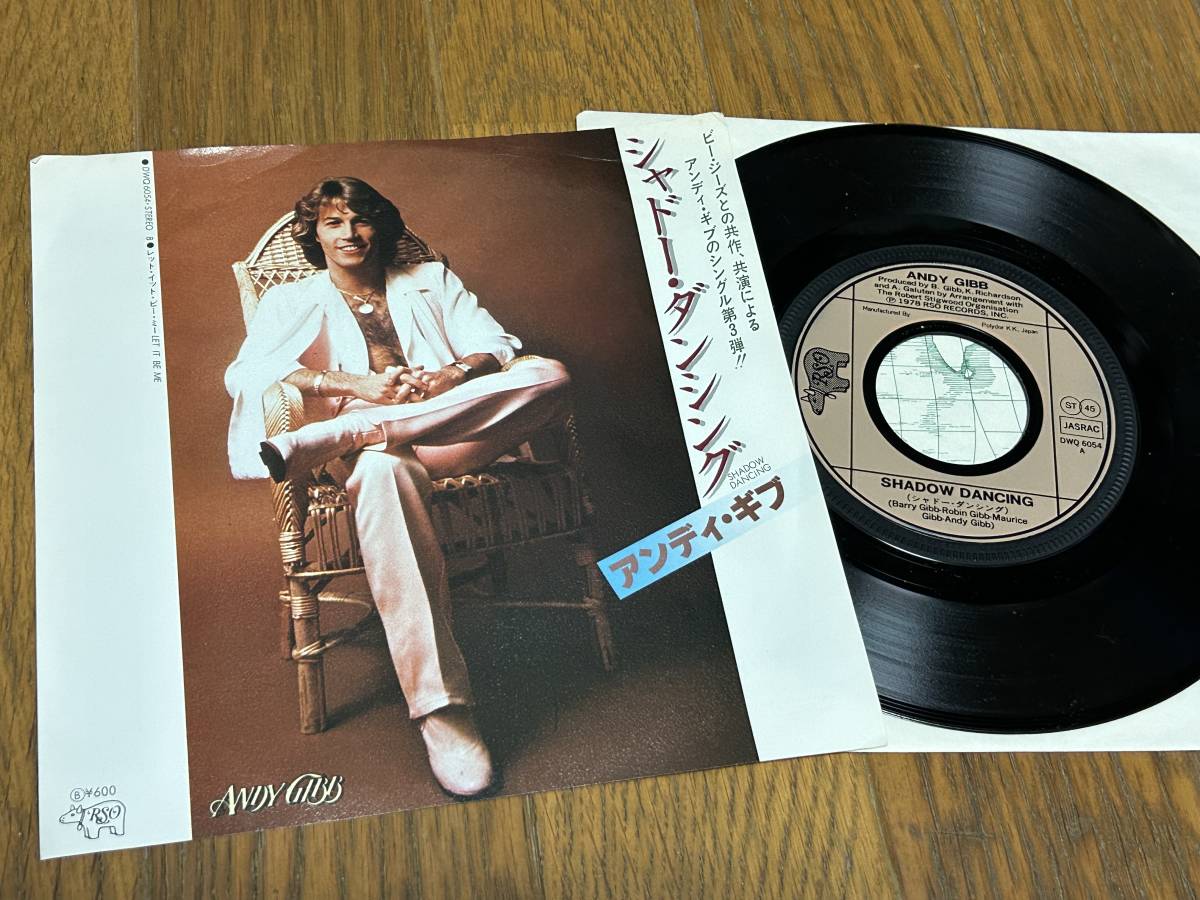 ●DWQ 6054・STEREO B●レット・イット・ビー・ミー LET IT BE ME
ビー・ジーズとの共作、共演による
アンディ・ギブのシングル第3弾!!
シャドー・ダンシング
SHADOW
DANCING
アンディ・ギブ
ANDY GIBB
Ⓑ¥600
RSO
ANDY GIBB
Produced by B. Gibb, K. Richardson
and A. Galuten by Arrangement with
The Robert Stigwood Organisation
Ⓟ 1978 RSO RECORDS, INC.
Manufactured By
Polydor K.K., Japan
RSO
ST 45
JASRAC
DWQ 6054
A
SHADOW DANCING
(シャドー・ダンシング)
(Barry Gibb-Robin Gibb-Maurice
Gibb-Andy Gibb)